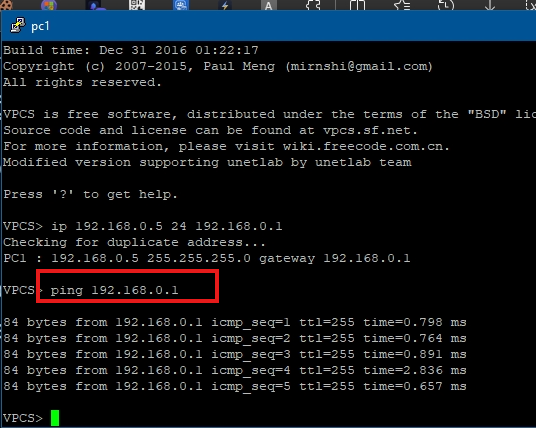 pc1
Build time: Dec 31 2016 01:22:17
Copyright (c) 2007-2015, Paul Meng (mirnshi@gmail.com)
All rights reserved.
VPCS is free software, distributed under the terms of the "BSD" lic
Source code and license can be found at vpcs.sf.net.
For more information, please visit wiki.freecode.com.cn.
Modified version supporting unetlab by unetlab team
Press '?' to get help.
VPCS> ip 192.168.0.5 24 192.168.0.1
Checking for duplicate address...
PC1 : 192.168.0.5 255.255.255.0 gateway 192.168.0.1
VPCS> ping 192.168.0.1
84 bytes from 192.168.0.1 icmp_seq=1 ttl=255 time=0.798 ms
84 bytes from 192.168.0.1 icmp_seq=2 ttl=255 time=0.764 ms
84 bytes from 192.168.0.1 icmp_seq=3 ttl=255 time=0.891 ms
84 bytes from 192.168.0.1 icmp_seq=4 ttl=255 time=2.836 ms
84 bytes from 192.168.0.1 icmp_seq=5 ttl=255 time=0.657 ms
VPCS>